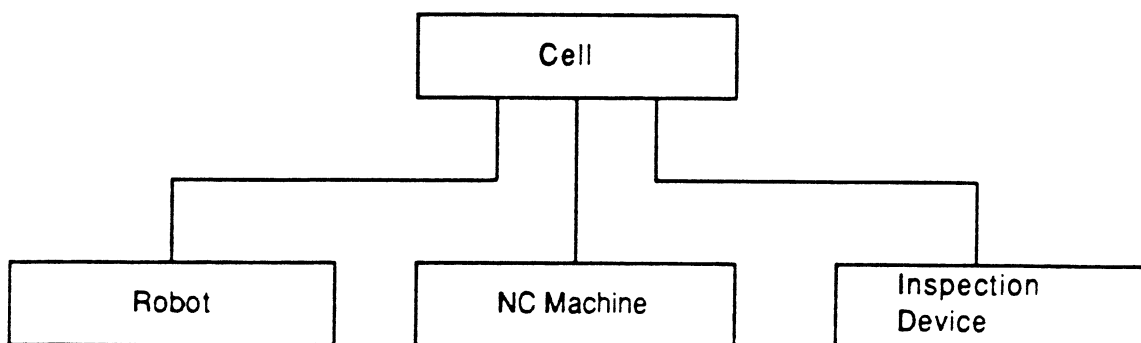 Cell
Robot
NC Machine
Inspection
Device